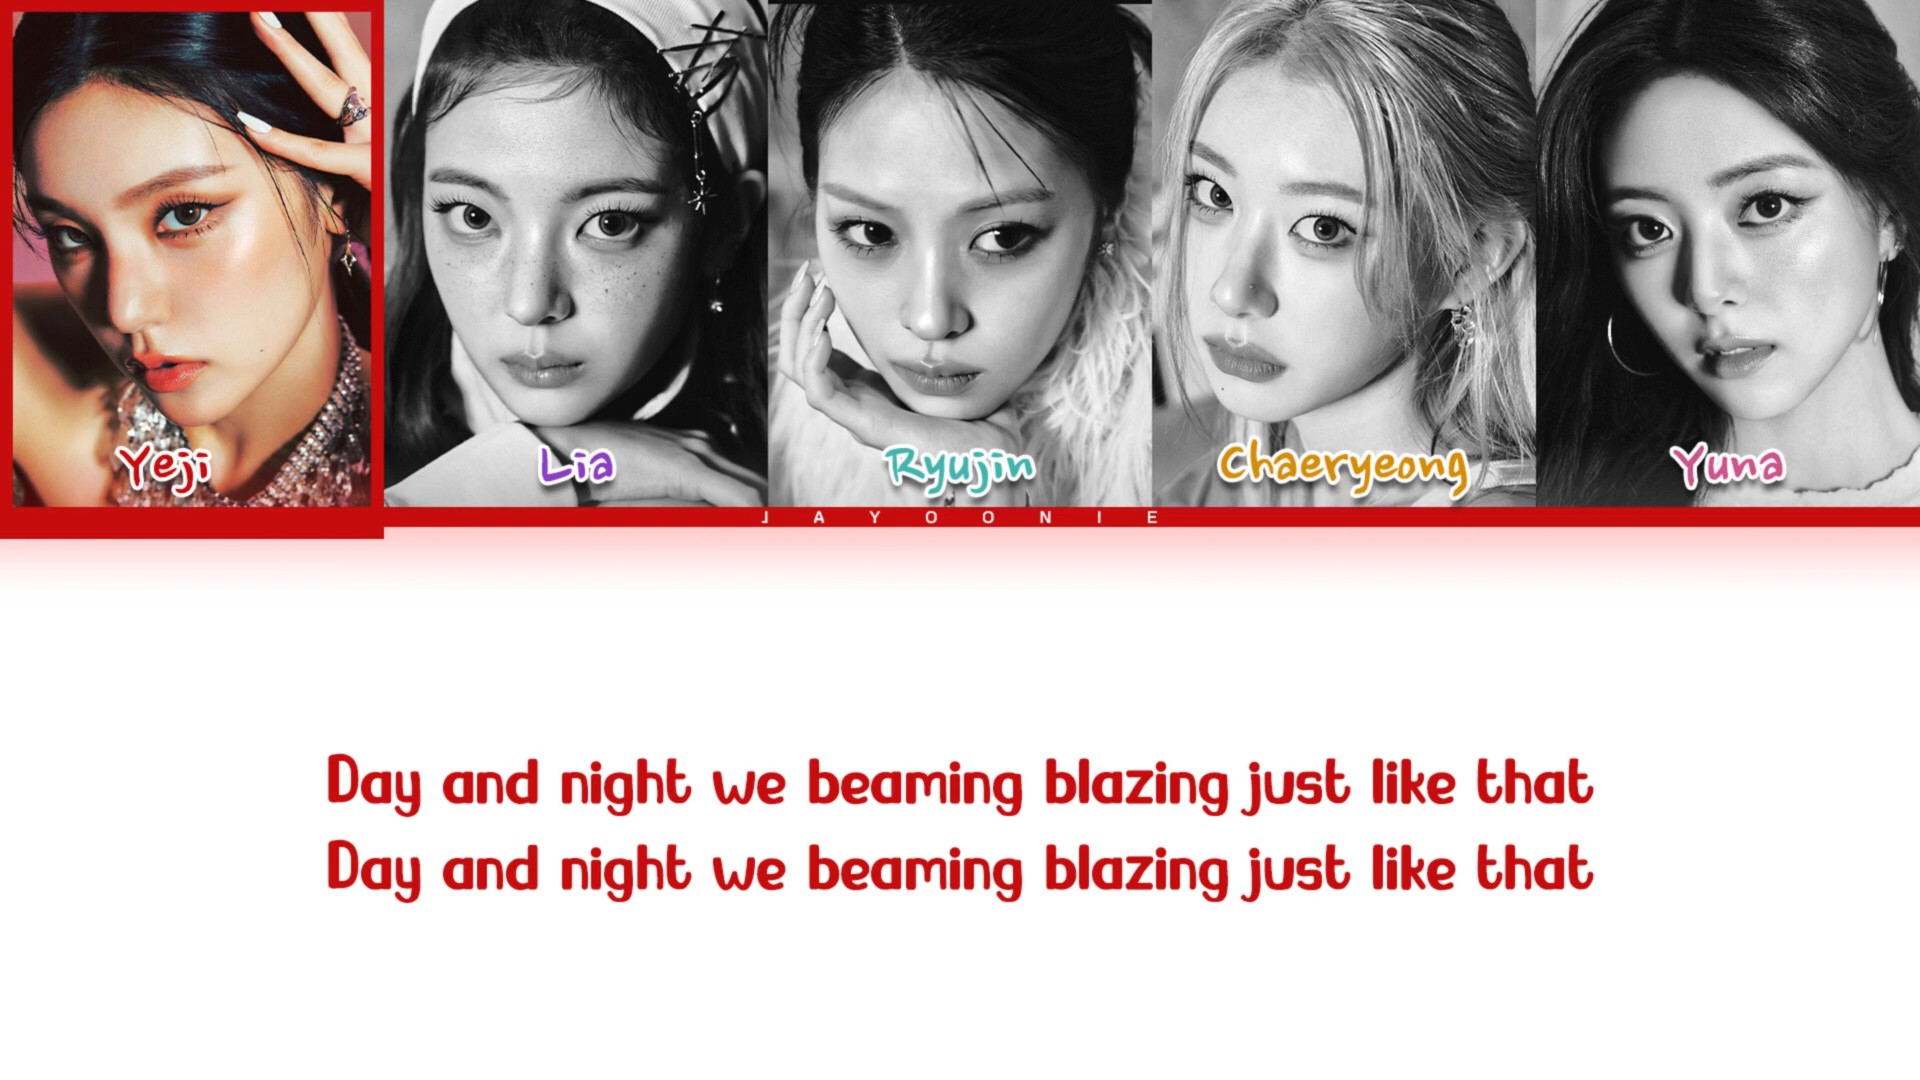 Yeji
Lia
Ryujin
Chaeryeong
Yuna
JAYOONIE
Day and night we beaming blazing just like that
Day and night we beaming blazing just like that